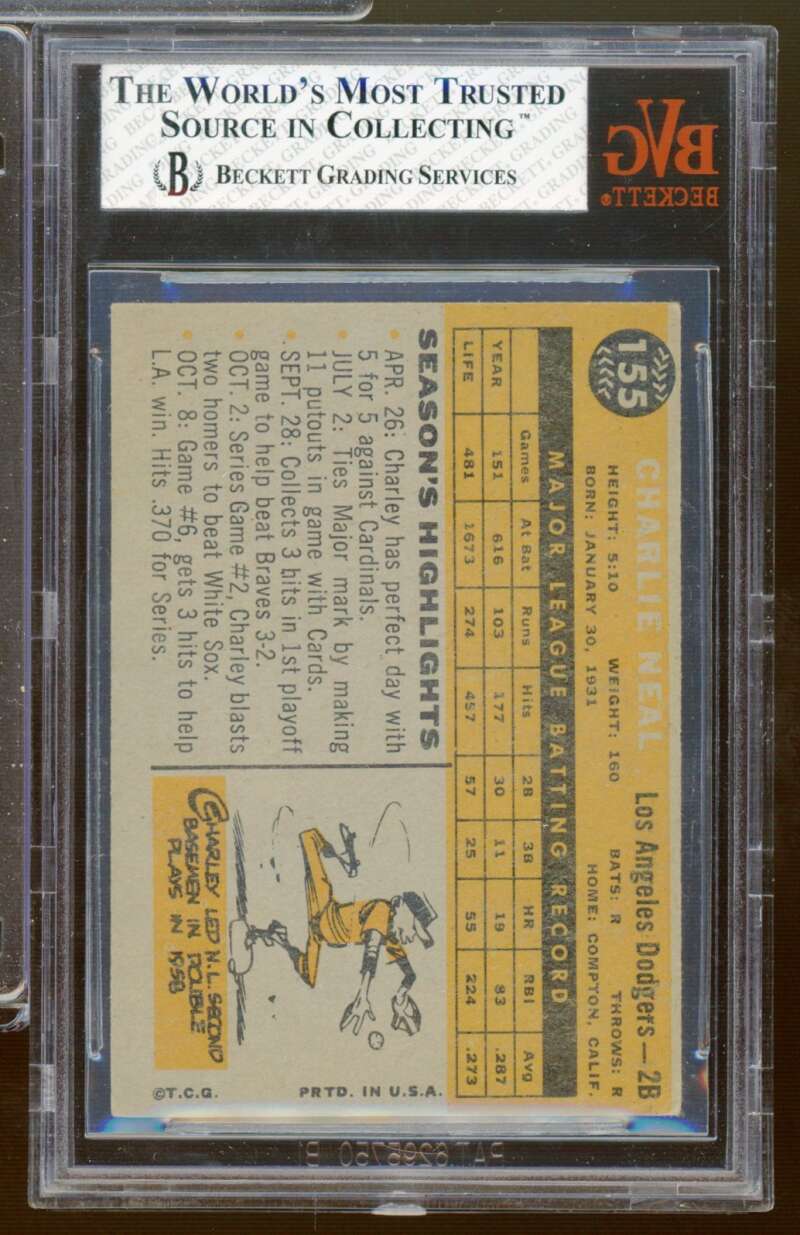 THE WORLD'S MOST TRUSTED
SOURCE IN COLLECTING™
B BECKETT GRADING SERVICES
BVG
BECKETT®
155
CHARLIE NEAL Los Angeles Dodgers—2B
HEIGHT: 5:10 WEIGHT: 160 BATS: R THROWS: R
BORN: JANUARY 30, 1931 HOME: COMPTON, CALIF.
MAJOR LEAGUE BATTING RECORD
Games At Bat Runs Hits 2B 3B HR RBI Avg
YEAR 151 616 103 177 30 11 19 83 .287
LIFE 481 1673 274 457 57 25 55 224 .273
SEASON'S HIGHLIGHTS
• APR. 26: Charley has perfect day with
5 for 5 against Cardinals.
• JULY 2: Ties Major mark by making
11 putouts in game with Cards.
• SEPT. 28: Collects 3 hits in 1st playoff
game to help beat Braves 3-2.
• OCT. 2: Series Game #2, Charley blasts
two homers to beat White Sox.
• OCT. 8: Game #6, gets 3 hits to help
L.A. win. Hits .370 for Series.
CHARLEY LED N.L. SECOND
BASEMEN IN DOUBLE
PLAYS IN 1958
©T.C.G. PRTD. IN U.S.A.